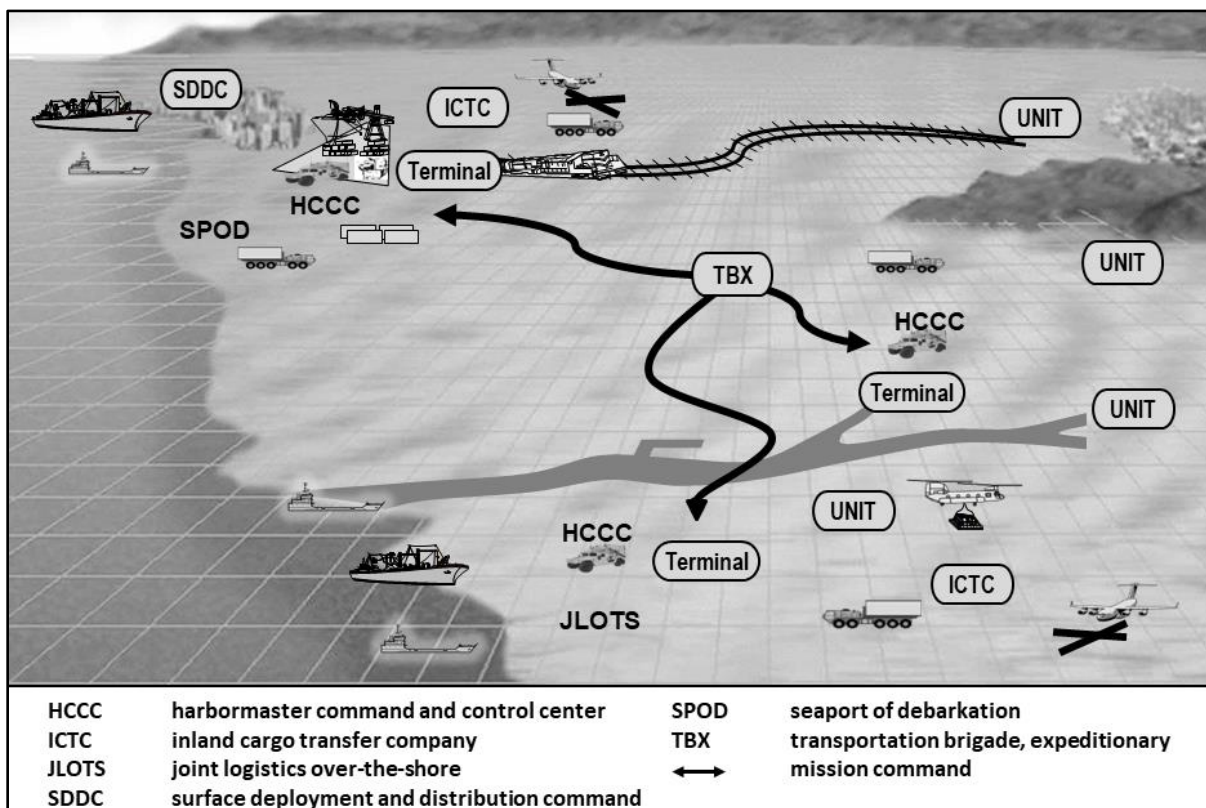 SDDC
ICTC
UNIT
Terminal
HCCC
SPOD
TBX
UNIT
HCCC
Terminal
UNIT
UNIT
HCCC
Terminal
ICTC
JLOTS
HCCC harbormaster command and control center
ICTC inland cargo transfer company
JLOTS joint logistics over-the-shore
SDDC surface deployment and distribution command
SPOD seaport of debarkation
TBX transportation brigade, expeditionary
mission command